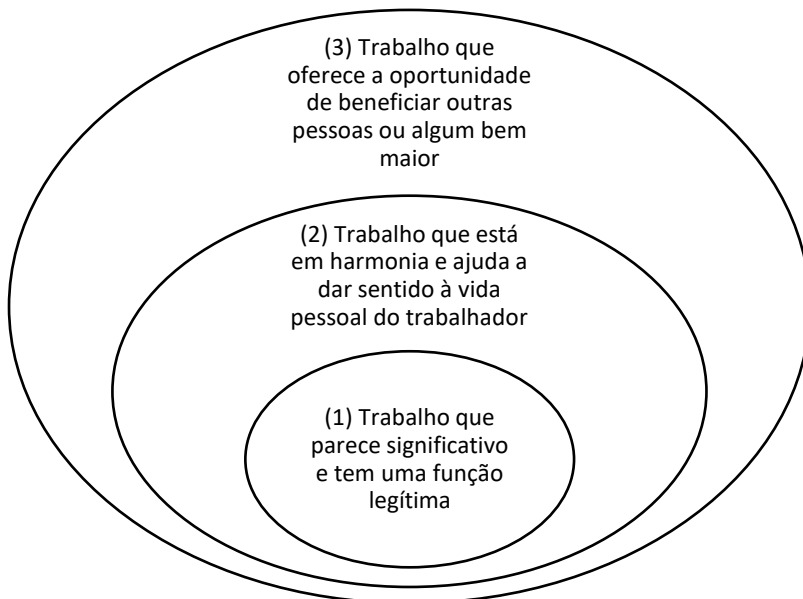 (3) Trabalho que
oferece a oportunidade
de beneficiar outras
pessoas ou algum bem
maior
(2) Trabalho que está
em harmonia e ajuda a
dar sentido à vida
pessoal do trabalhador
(1) Trabalho que
parece significativo
e tem uma função
legítima